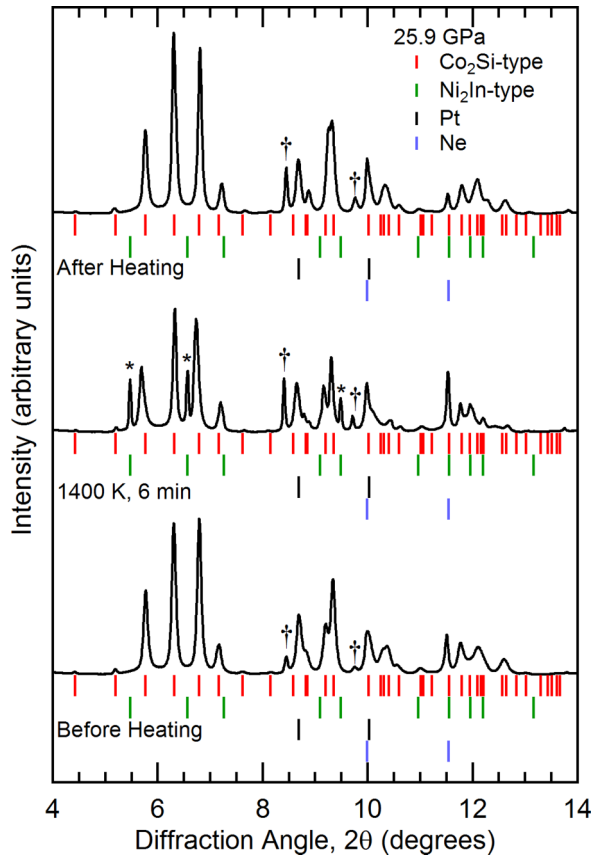 25.9 GPa
Co₂Si-type
Ni₂In-type
Pt
Ne
† †
After Heating
* * † * †
1400 K, 6 min
† †
Before Heating
Intensity (arbitrary units)
4 6 8 10 12 14
Diffraction Angle, 2θ (degrees)